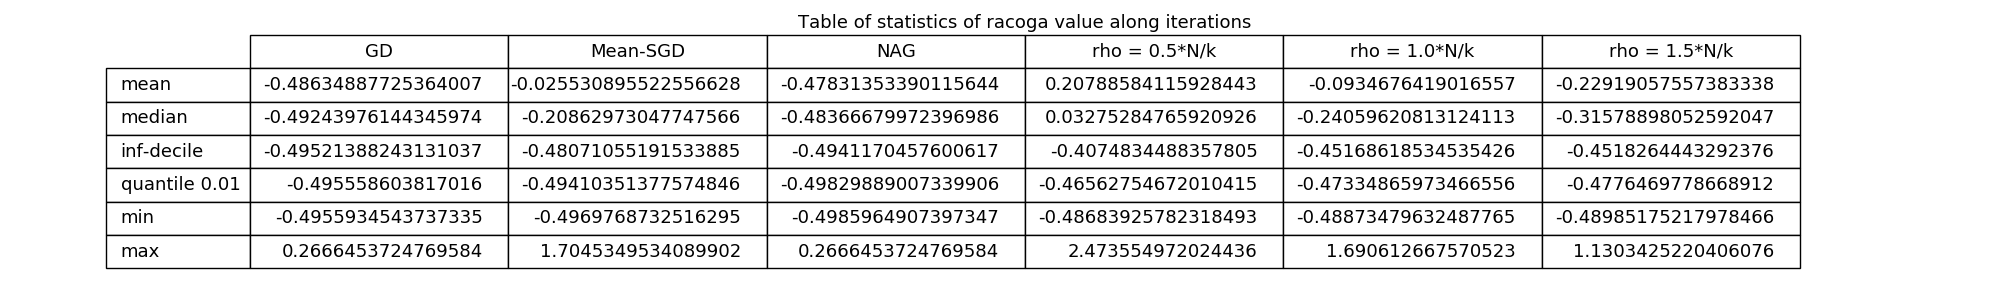 Table of statistics of racoga value along iterations
GD Mean-SGD NAG rho = 0.5*N/k rho = 1.0*N/k rho = 1.5*N/k
mean -0.48634887725364007 -0.0255308955225566​28 -0.47831353390115644 0.20788584115928443 -0.0934676419016557 -0.22919057557383338
median -0.49243976144345974 -0.20862973047747566 -0.48366679972396986 0.03275284765920926 -0.24059620813124113 -0.31578898052592047
inf-decile -0.49521388243131037 -0.48071055191533885 -0.4941170457600617 -0.4074834488357805 -0.45168618534535426 -0.4518264443292376
quantile 0.01 -0.495558603817016 -0.49410351377574846 -0.49829889007339906 -0.46562754672010415 -0.47334865973466556 -0.4776469778668912
min -0.4955934543737335 -0.4969768732516295 -0.4985964907397347 -0.48683925782318493 -0.48873479632487765 -0.48985175217978466
max 0.2666453724769584 1.7045349534089902 0.2666453724769584 2.473554972024436 1.690612667570523 1.1303425220406076